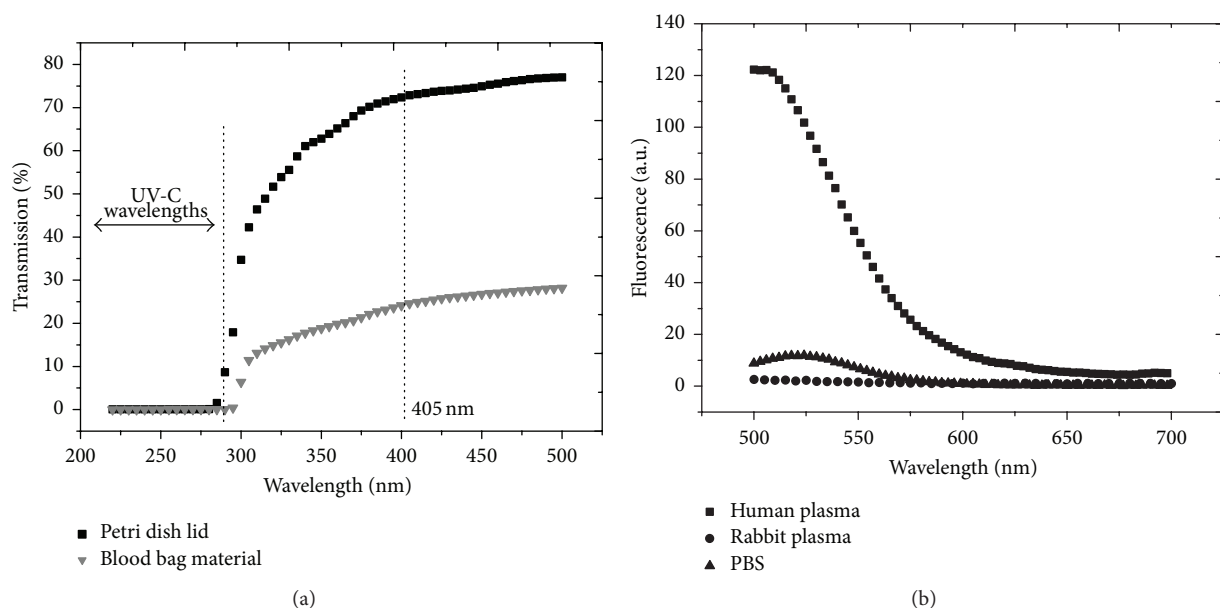 80
70
60
50
40
30
20
10
0
Transmission (%)
UV-C
wavelengths
405 nm
200 250 300 350 400 450 500
Wavelength (nm)
Petri dish lid
Blood bag material
(a)
140
120
100
80
60
40
20
0
Fluorescence (a.u.)
500 550 600 650 700
Wavelength (nm)
Human plasma
Rabbit plasma
PBS
(b)